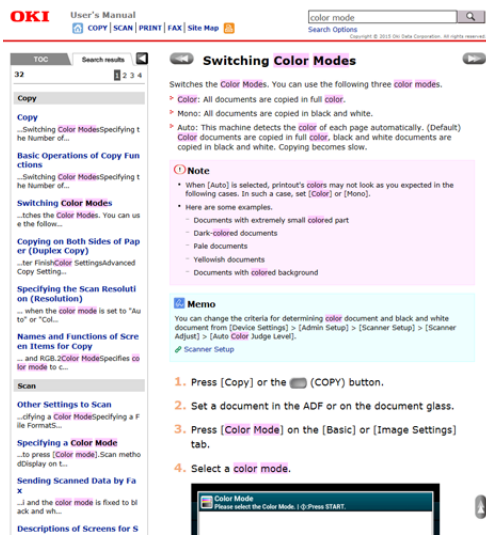 OKI
User's Manual
COPY | SCAN | PRINT | FAX | Site Map
color mode
Search Options
Copyright © 2015 Oki Data Corporation. All rights reserved.
TOC
Search results
32
1 2 3 4
Copy
Copy
...Switching Color ModesSpecifying t
he Number of...
Basic Operations of Copy Fun
ctions
...Switching Color ModesSpecifying t
he Number of...
Switching Color Modes
...tches the Color Modes. You can us
e the follow...
Copying on Both Sides of Pap
er (Duplex Copy)
...ter FinishColor SettingsAdvanced
Copy Setting...
Specifying the Scan Resoluti
on (Resolution)
... when the color mode is set to "Au
to" or "Col...
Names and Functions of Scre
en Items for Copy
... and RGB.2Color ModeSpecifies co
lor mode to c...
Scan
Other Settings to Scan
...cifying a Color ModeSpecifying a F
ile FormatS...
Specifying a Color Mode
...to press [Color mode].Scan metho
dDisplay on t...
Sending Scanned Data by Fa
x
...i and the color mode is fixed to bl
ack and wh...
Descriptions of Screens for S
Switching Color Modes
Switches the Color Modes. You can use the following three color modes.
> Color: All documents are copied in full color.
> Mono: All documents are copied in black and white.
> Auto: This machine detects the color of each page automatically. (Default)
Color documents are copied in full color, black and white documents are
copied in black and white. Copying becomes slow.
Note
• When [Auto] is selected, printout's colors may not look as you expected in the
following cases. In such a case, set [Color] or [Mono].
• Here are some examples.
– Documents with extremely small colored part
– Dark-colored documents
– Pale documents
– Yellowish documents
– Documents with colored background
Memo
You can change the criteria for determining color document and black and white
document from [Device Settings] > [Admin Setup] > [Scanner Setup] > [Scanner
Adjust] > [Auto Color Judge Level].
Scanner Setup
1. Press [Copy] or the (COPY) button.
2. Set a document in the ADF or on the document glass.
3. Press [Color Mode] on the [Basic] or [Image Settings]
tab.
4. Select a color mode.
Color Mode
Please select the Color Mode. | Press START.